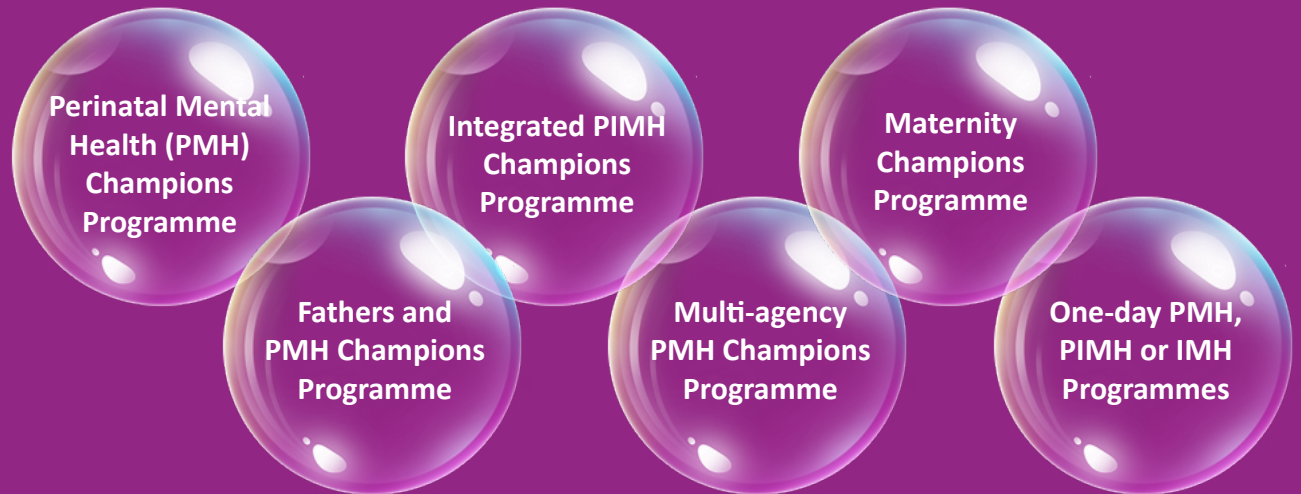 Perinatal Mental
Health (PMH)
Champions
Programme
Integrated PIMH
Champions
Programme
Maternity
Champions
Programme
Fathers and
PMH Champions
Programme
Multi-agency
PMH Champions
Programme
One-day PMH,
PIMH or IMH
Programmes